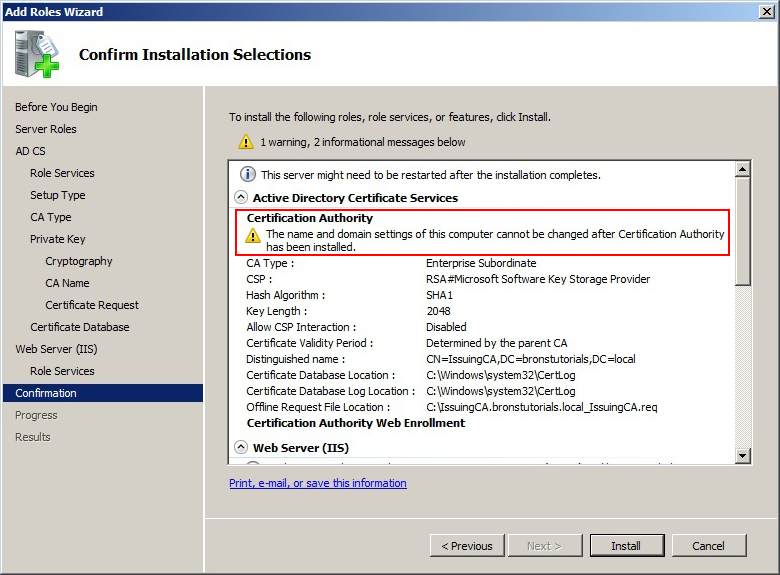 Add Roles Wizard
Confirm Installation Selections
Before You Begin
Server Roles
AD CS
Role Services
Setup Type
CA Type
Private Key
Cryptography
CA Name
Certificate Request
Certificate Database
Web Server (IIS)
Role Services
Confirmation
Progress
Results
To install the following roles, role services, or features, click Install.
1 warning, 2 informational messages below
This server might need to be restarted after the installation completes.
Active Directory Certificate Services
Certification Authority
The name and domain settings of this computer cannot be changed after Certification Authority
has been installed.
CA Type : Enterprise Subordinate
CSP : RSA#Microsoft Software Key Storage Provider
Hash Algorithm : SHA1
Key Length : 2048
Allow CSP Interaction : Disabled
Certificate Validity Period : Determined by the parent CA
Distinguished name : CN=IssuingCA,DC=bronstutorials,DC=local
Certificate Database Location : C:\Windows\system32\CertLog
Certificate Database Log Location : C:\Windows\system32\CertLog
Offline Request File Location : C:\IssuingCA.bronstutorials.local_IssuingCA.req
Certification Authority Web Enrollment
Web Server (IIS)
Print, e-mail, or save this information
< Previous Next > Install Cancel